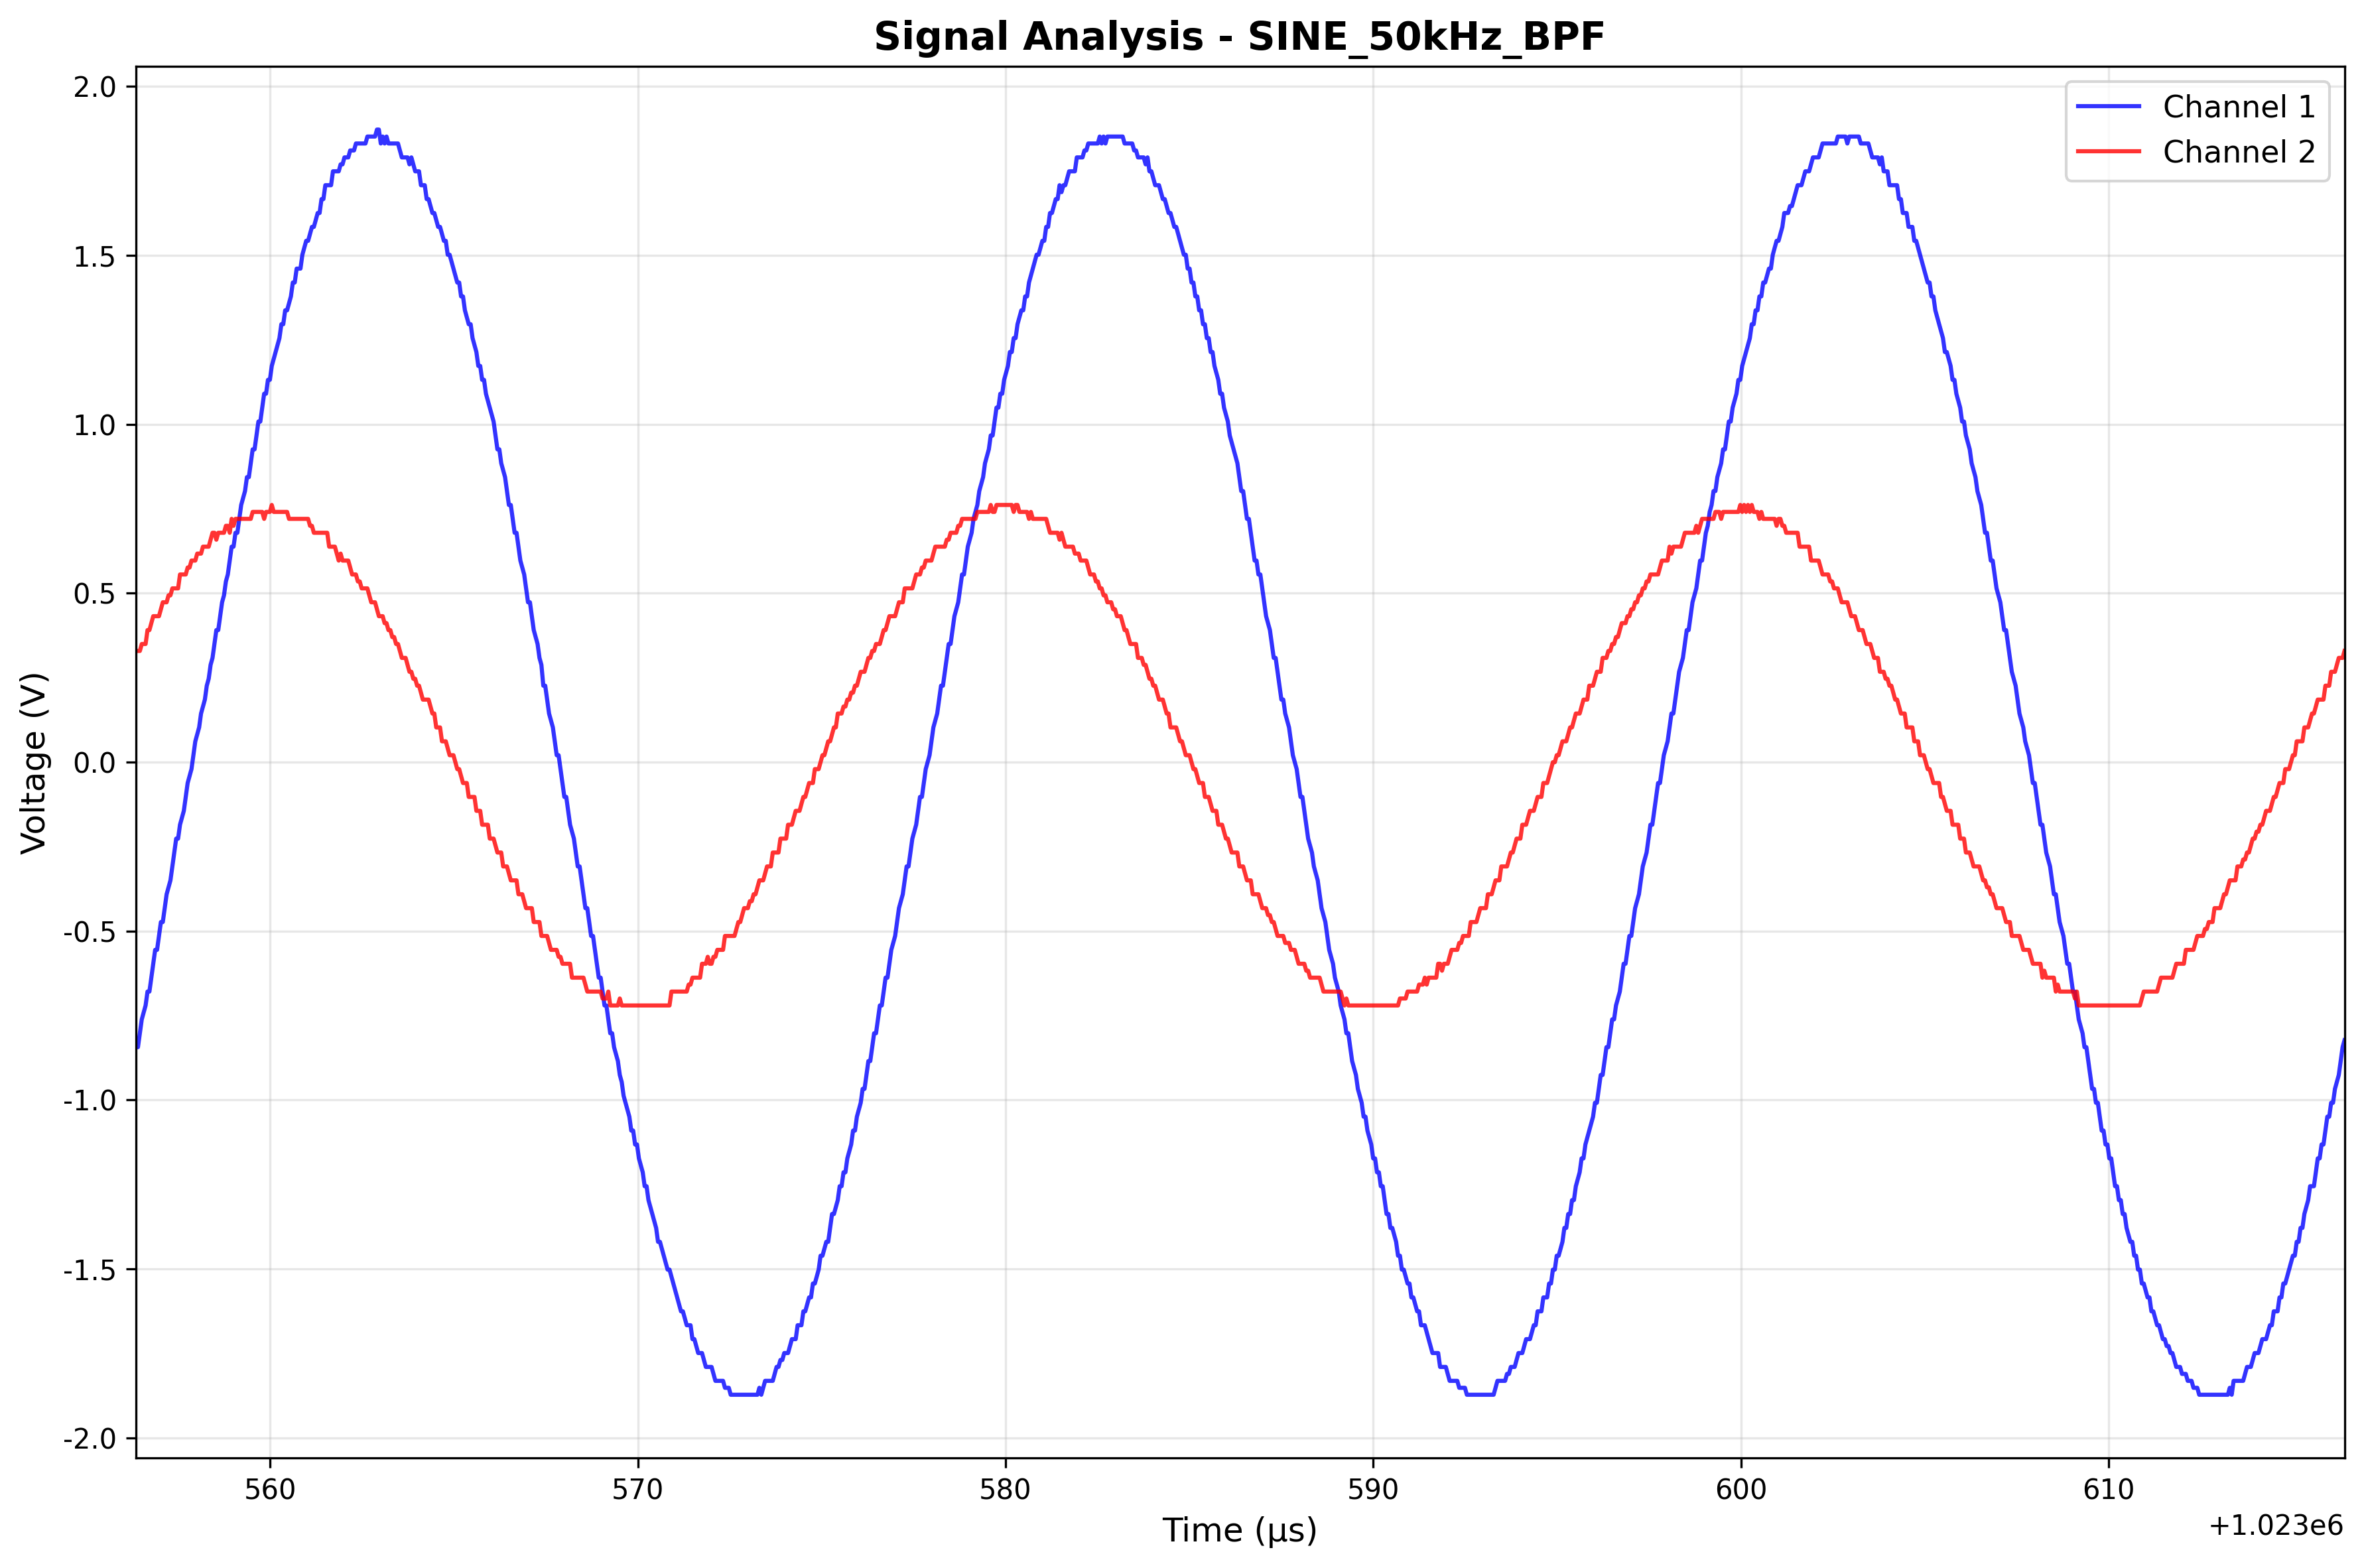 Signal Analysis - SINE_50kHz_BPF
Channel 1
Channel 2
Voltage (V)
2.0
1.5
1.0
0.5
0.0
-0.5
-1.0
-1.5
-2.0
560 570 580 590 600 610
Time (µs)
+1.023e6